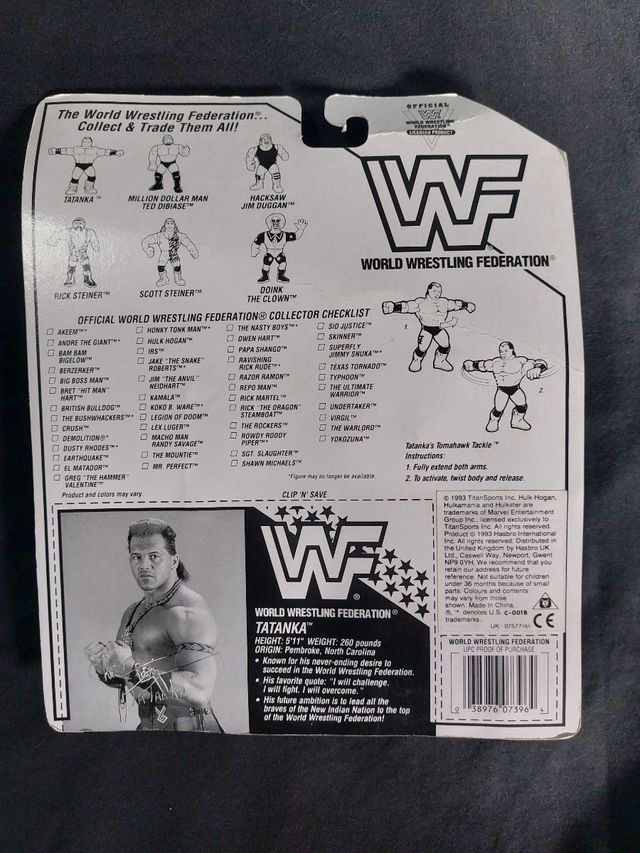 The World Wrestling Federation®...
Collect & Trade Them All!
TATANKA™
MILLION DOLLAR MAN
TED DIBIASE™
HACKSAW
JIM DUGGAN™
RICK STEINER™
SCOTT STEINER™
DOINK
THE CLOWN™
OFFICIAL
WORLD WRESTLING
FEDERATION®
LICENSED PRODUCT
WF
WORLD WRESTLING FEDERATION®
OFFICIAL WORLD WRESTLING FEDERATION® COLLECTOR CHECKLIST
AKEEM™*
ANDRE THE GIANT™*
BAM BAM
BIGELOW™
BERZERKER™
BIG BOSS MAN™
BRET "HIT MAN"
HART™
BRITISH BULLDOG™
THE BUSHWHACKERS™*
CRUSH™
DEMOLITION®*
DUSTY RHODES™*
EARTHQUAKE™
EL MATADOR™
GREG "THE HAMMER"
VALENTINE™
HONKY TONK MAN™*
HULK HOGAN™
IRS™
JAKE "THE SNAKE"
ROBERTS™*
JIM "THE ANVIL"
NEIDHART™
KAMALA™
KOKO B. WARE™*
LEGION OF DOOM™
LEX LUGER™
MACHO MAN
RANDY SAVAGE™
THE MOUNTIE™
MR. PERFECT™
THE NASTY BOYS™*
OWEN HART™
PAPA SHANGO™
RAVISHING
RICK RUDE™*
RAZOR RAMON™
REPO MAN™
RICK MARTEL™
RICK "THE DRAGON"
STEAMBOAT™
THE ROCKERS™
ROWDY RODDY
PIPER™*
SGT. SLAUGHTER™
SHAWN MICHAELS™
SID JUSTICE™
SKINNER™
SUPERFLY
JIMMY SNUKA™*
TEXAS TORNADO™
TYPHOON™
THE ULTIMATE
WARRIOR™
UNDERTAKER™
VIRGIL™
THE WARLORD™
YOKOZUNA™
*Figure may no longer be available.
Product and colors may vary.
CLIP 'N' SAVE
1.
2.
Tatanka's Tomahawk Tackle™
Instructions:
1. Fully extend both arms.
2. To activate, twist body and release.
WF
WORLD WRESTLING FEDERATION®
TATANKA™
HEIGHT: 5'11" WEIGHT: 260 pounds
ORIGIN: Pembroke, North Carolina
• Known for his never-ending desire to
succeed in the World Wrestling Federation.
• His favorite quote: "I will challenge.
I will fight. I will overcome."
• His future ambition is to lead all the
braves of the New Indian Nation to the top
of the World Wrestling Federation!
© 1993 TitanSports Inc. Hulk Hogan,
Hulkamania and Hulkster are
trademarks of Marvel Entertainment
Group Inc., licensed exclusively to
TitanSports Inc. All rights reserved.
Product © 1993 Hasbro International
Inc. All rights reserved. Distributed in
the United Kingdom by Hasbro UK
Ltd., Caswell Way, Newport, Gwent
NP9 0YH. We recommend that you
retain our address for future
reference. Not suitable for children
under 36 months because of small
parts. Colours and contents
may vary from those
shown. Made in China.
®, ™, denotes U.S.
trademarks.
C-001B
CE
UK 07577191
WORLD WRESTLING FEDERATION
UPC PROOF OF PURCHASE
0 38976 07396 4